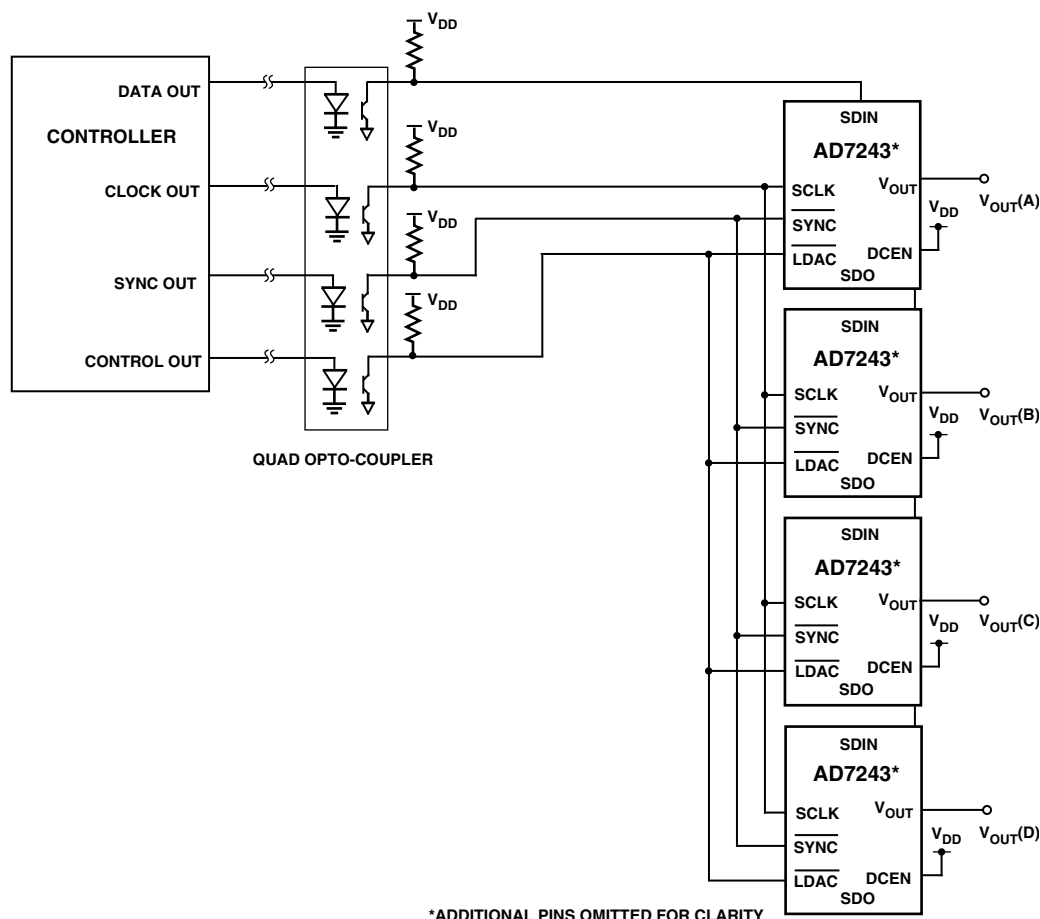 V_DD
DATA OUT
CONTROLLER
CLOCK OUT
SYNC OUT
CONTROL OUT
V_DD
V_DD
V_DD
QUAD OPTO-COUPLER
SDIN
AD7243*
SCLK
V_OUT
SYNC
V_DD
V_OUT(A)
LDAC
DCEN
SDO
SDIN
AD7243*
SCLK
V_OUT
SYNC
V_DD
V_OUT(B)
LDAC
DCEN
SDO
SDIN
AD7243*
SCLK
V_OUT
SYNC
V_DD
V_OUT(C)
LDAC
DCEN
SDO
SDIN
AD7243*
SCLK
V_OUT
SYNC
V_DD
V_OUT(D)
LDAC
DCEN
SDO
*ADDITIONAL PINS OMITTED FOR CLARITY